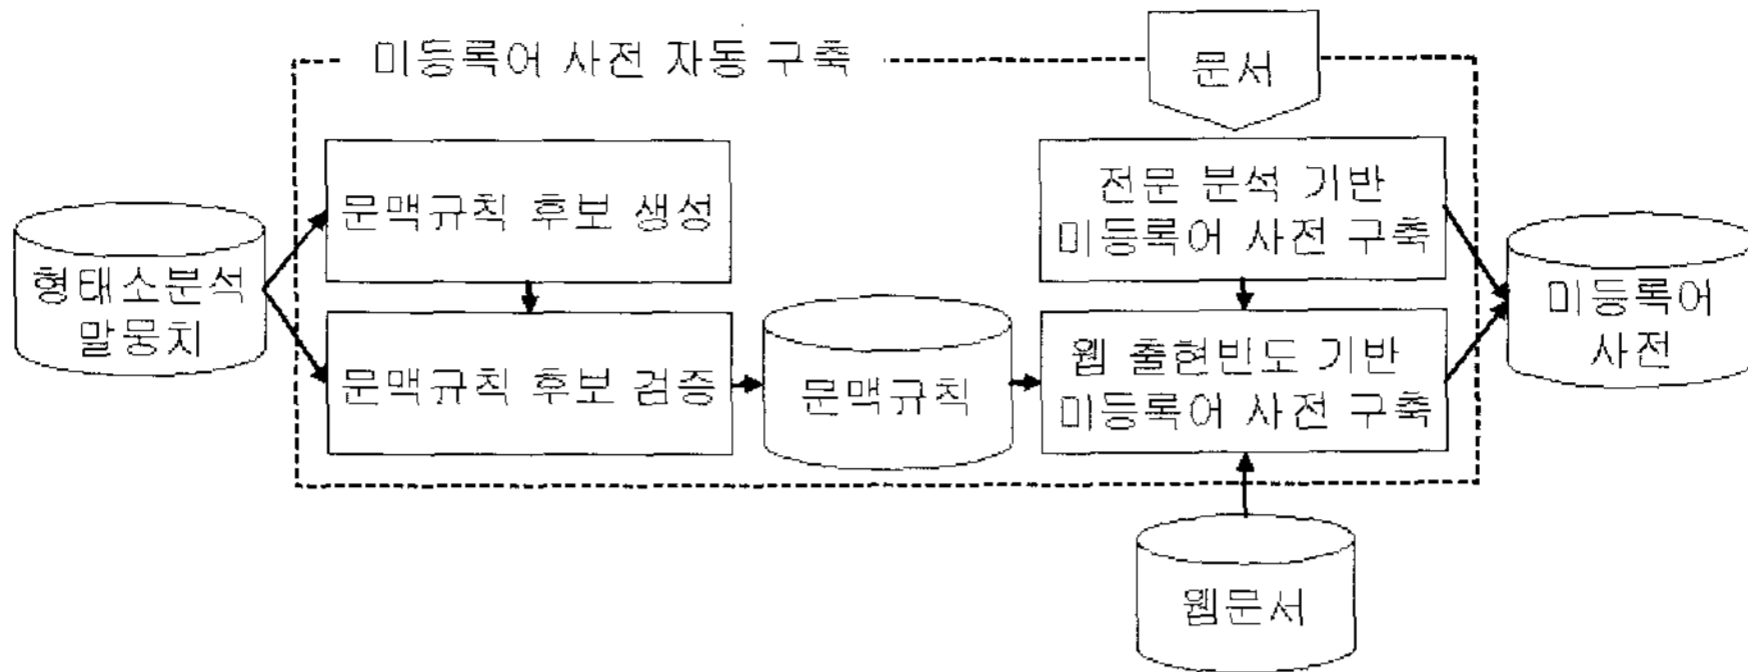 미등록어 사전 자동 구축
문서
문맥규칙 후보 생성
전문 분석 기반
미등록어 사전 구축
형태소분석
말뭉치
미등록어
사전
문맥규칙 후보 검증
문맥규칙
웹 출현빈도 기반
미등록어 사전 구축
웹문서